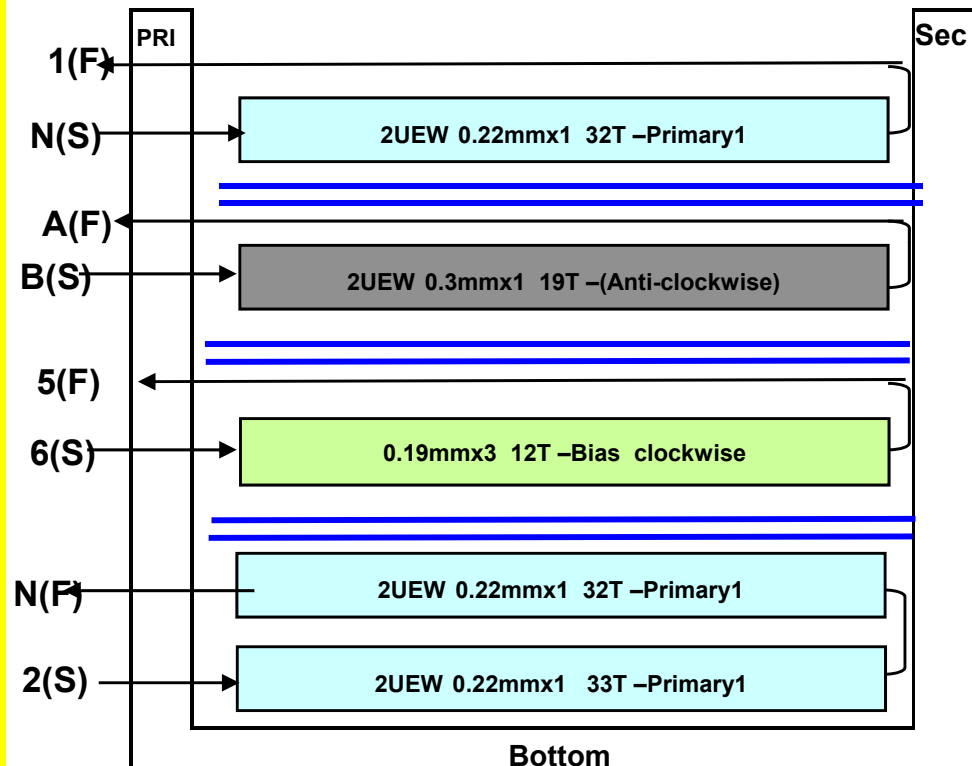 PRI
Sec
1(F)
N(S)
2UEW 0.22mmx1 32T –Primary1
A(F)
B(S)
2UEW 0.3mmx1 19T –(Anti-clockwise)
5(F)
6(S)
0.19mmx3 12T –Bias clockwise
N(F)
2UEW 0.22mmx1 32T –Primary1
2(S)
2UEW 0.22mmx1 33T –Primary1
Bottom